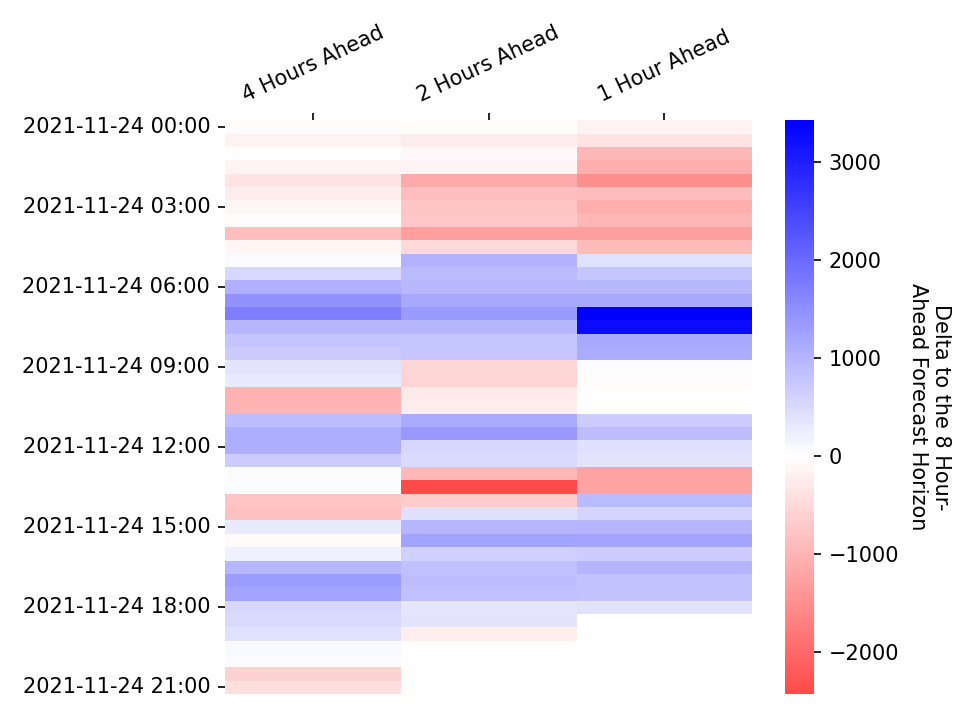 4 Hours Ahead
2 Hours Ahead
1 Hour Ahead
2021-11-24 00:00
2021-11-24 03:00
2021-11-24 06:00
2021-11-24 09:00
2021-11-24 12:00
2021-11-24 15:00
2021-11-24 18:00
2021-11-24 21:00
3000
2000
1000
0
−1000
−2000
Delta to the 8 Hour-
Ahead Forecast Horizon